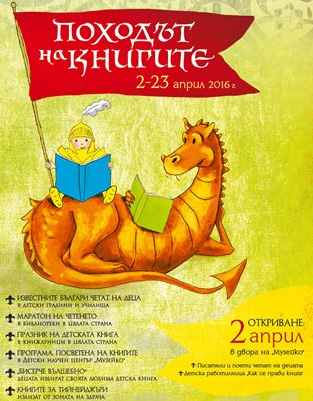 ПОХОДЪТ
НА КНИГИТЕ
2-23 април 2016 г.
ИЗВЕСТНИТЕ БЪЛГАРИ ЧЕТАТ НА ДЕЦА
В ДЕТСКИ ГРАДИНИ И УЧИЛИЩА
МАРАТОН НА ЧЕТЕНЕТО
В БИБЛИОТЕКИ В ЦЯЛАТА СТРАНА
ПРАЗНИК НА ДЕТСКАТА КНИГА
В КНИЖАРНИЦИ В ЦЯЛАТА СТРАНА
ПРОГРАМА, ПОСВЕТЕНА НА КНИГИТЕ
В ДЕТСКИ НАУЧЕН ЦЕНТЪР „МУЗЕЙКО"
„БИСЕРЧЕ ВЪЛШЕБНО"
ДЕЦАТА ИЗБИРАТ СВОЯТА ЛЮБИМА ДЕТСКА КНИГА
КНИГИТЕ ЗА ТИЙНЕЙДЖЪРИ
ИЗЛИЗАТ ОТ ЗОНАТА НА ЗДРАЧА
ОТКРИВАНЕ:
2 април
в двора на „Музейко"
Писатели и поети четат на децата
Детска работилница „Как се прави книга"